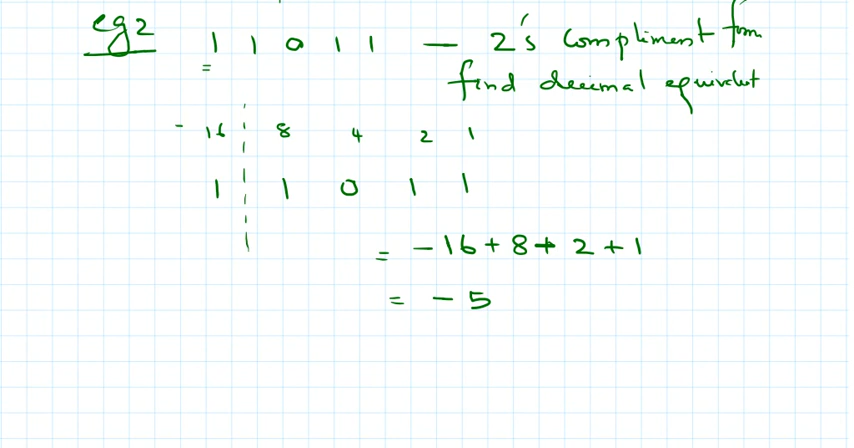 eg2 1 1 0 1 1 — 2's compliment form
find decimal equivalent
- 16 8 4 2 1
1 1 0 1 1
= -16 + 8 + 2 + 1
= - 5